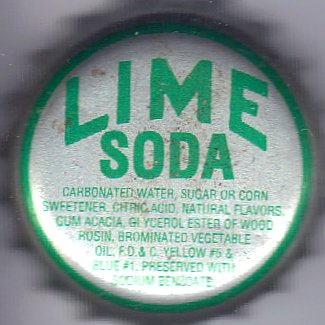 LIME
SODA
CARBONATED WATER, SUGAR OR CORN
SWEETENER, CITRIC ACID, NATURAL FLAVORS,
GUM ACACIA, GLYCEROL ESTER OF WOOD
ROSIN, BROMINATED VEGETABLE
OIL, F.D. & C. YELLOW #5 &
BLUE #1. PRESERVED WITH
SODIUM BENZOATE.